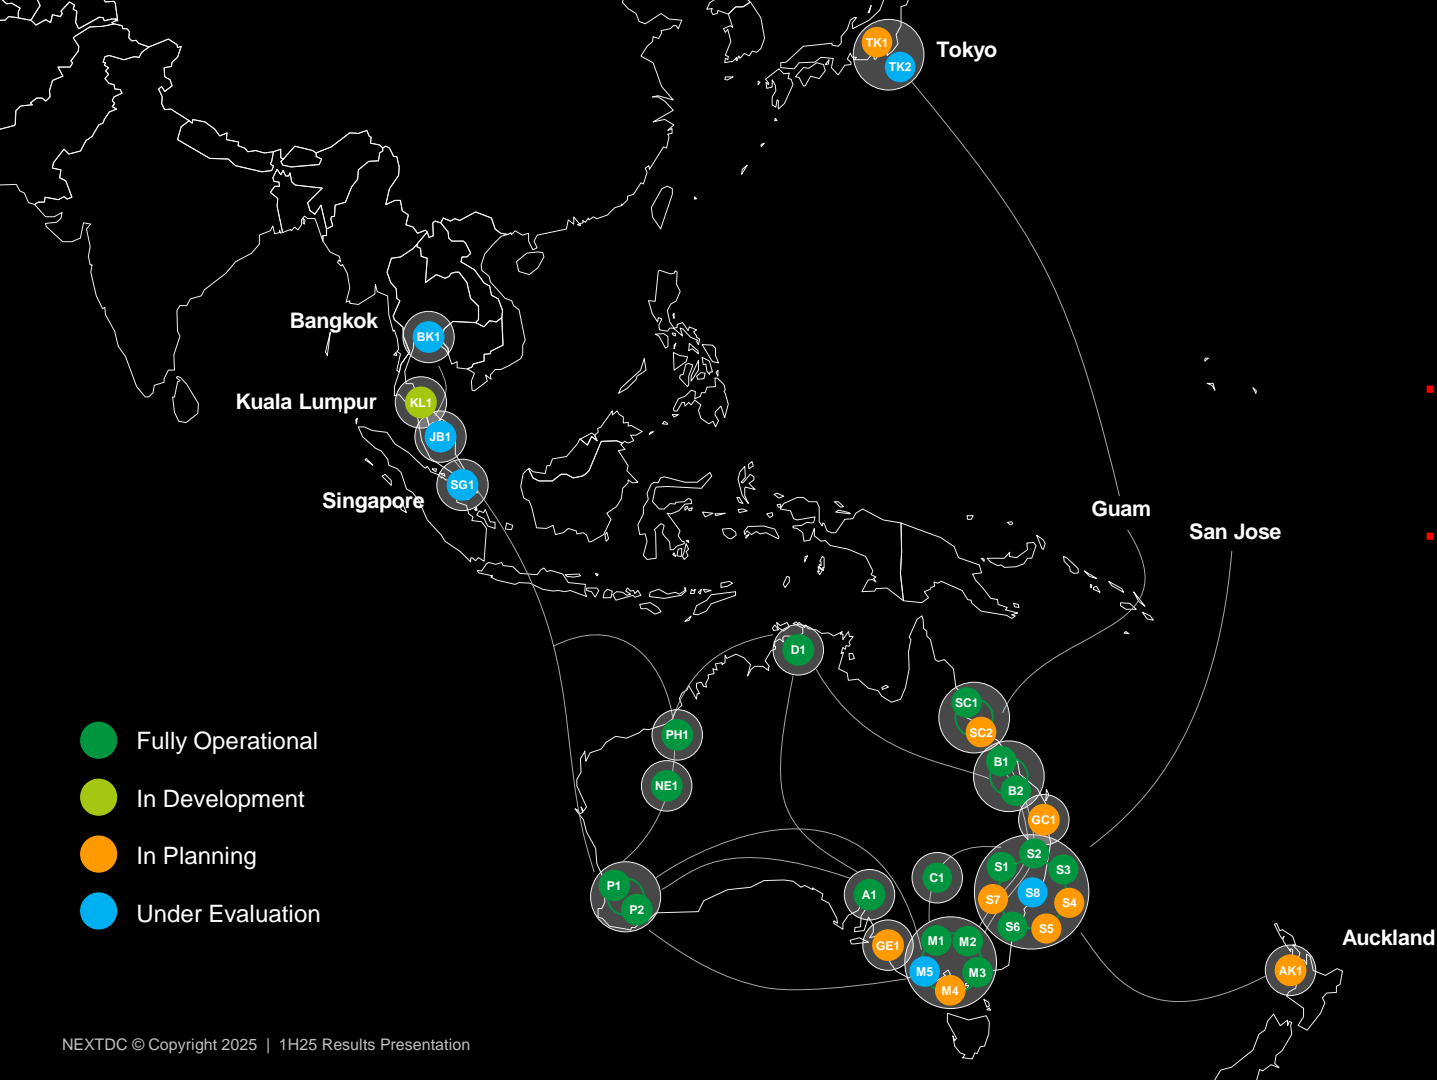 TK1
Tokyo
TK2
Bangkok
BK1
Kuala Lumpur
KL1
JB1
SG1
Singapore
Guam
San Jose
D1
SC1
SC2
PH1
B1
NE1
B2
GC1
S2
S1
S3
C1
P1
S8
A1
S7
S4
P2
S6
S5
M1
M2
GE1
M5
M3
M4
Auckland
AK1
Fully Operational
In Development
In Planning
Under Evaluation
NEXTDC © Copyright 2025 | 1H25 Results Presentation